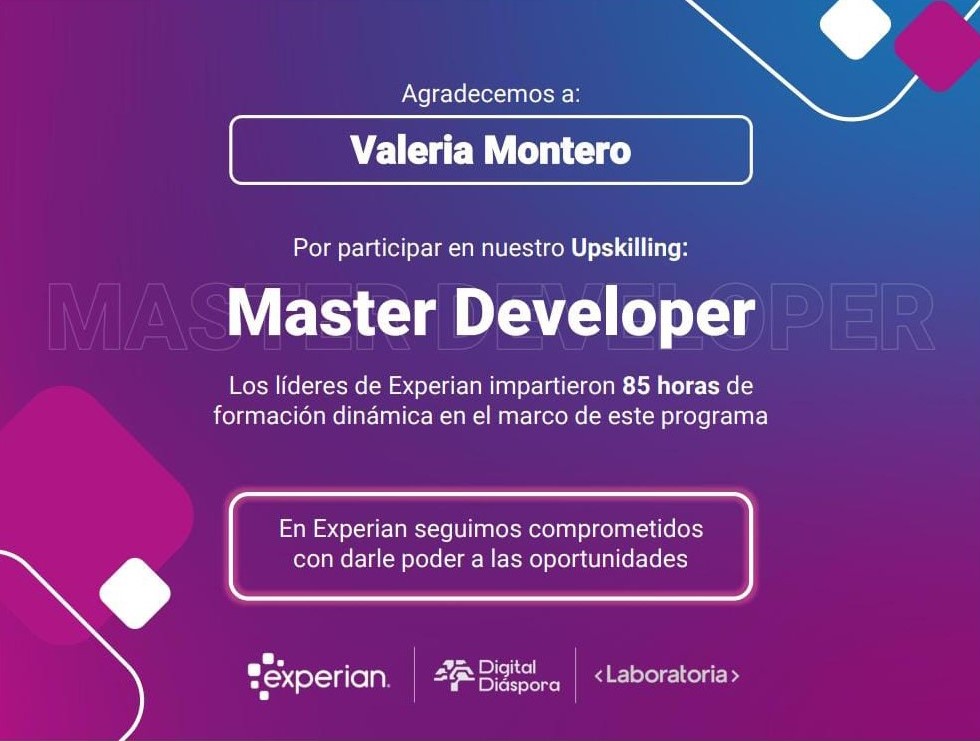 Agradecemos a:
Valeria Montero
Por participar en nuestro Upskilling:
MASTER DEVELOPER
Master Developer
Los líderes de Experian impartieron 85 horas de
formación dinámica en el marco de este programa
En Experian seguimos comprometidos
con darle poder a las oportunidades
experian.
Digital
Diáspora
<Laboratoria>